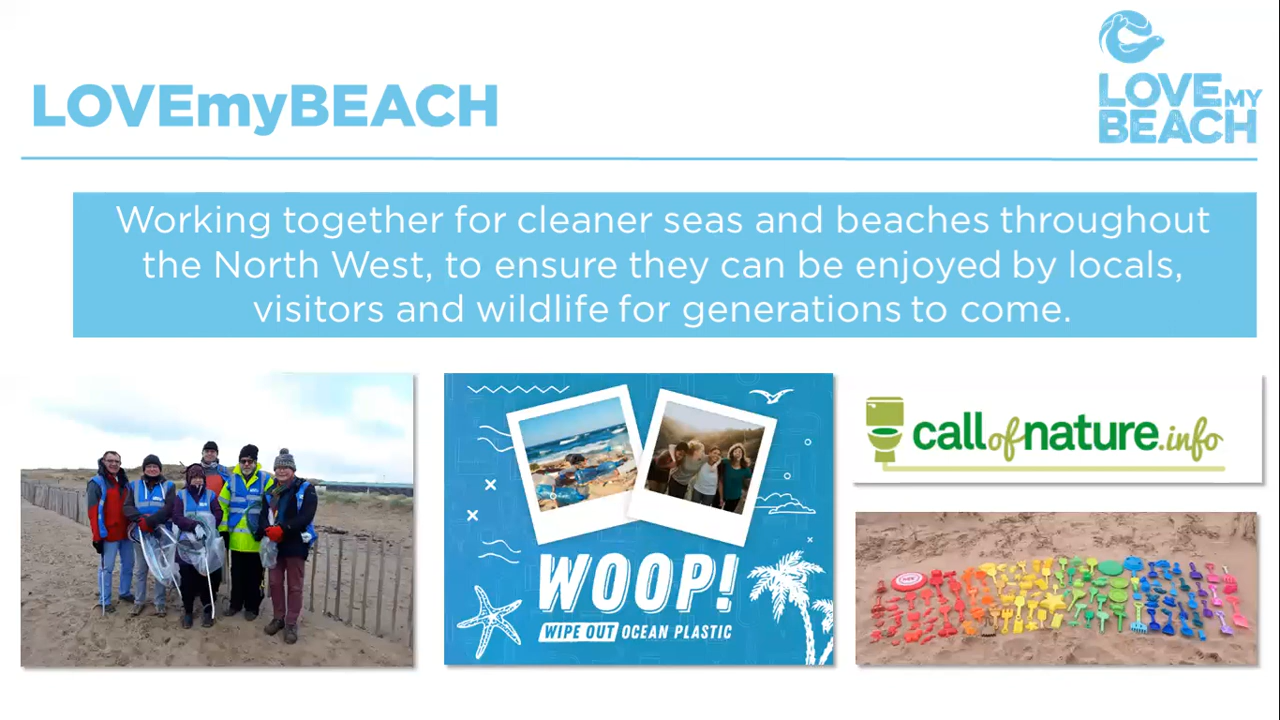 LOVE MY
BEACH
LOVEmyBEACH
Working together for cleaner seas and beaches throughout
the North West, to ensure they can be enjoyed by locals,
visitors and wildlife for generations to come.
WOOP!
WIPE OUT OCEAN PLASTIC
callofnature.info